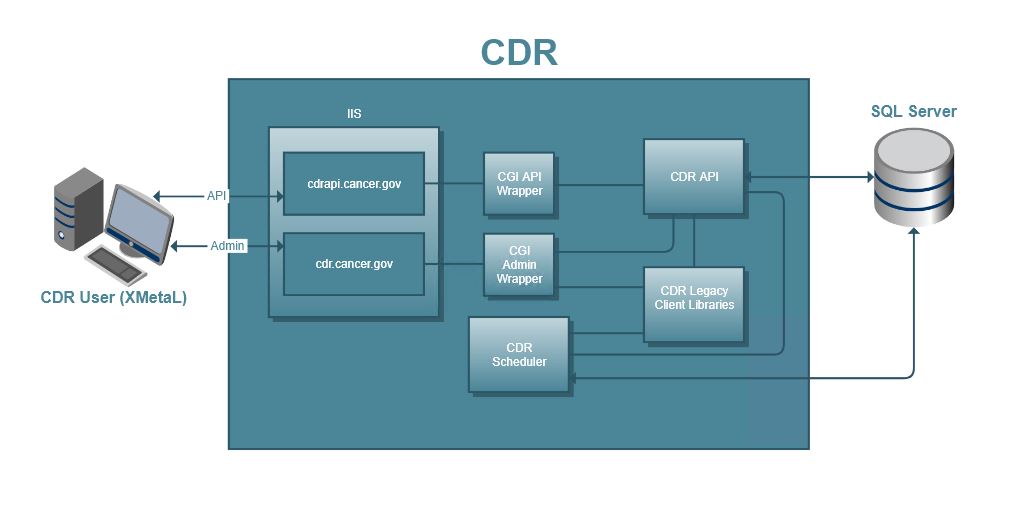 CDR
IIS
SQL Server
cdrapi.cancer.gov
CGI API
Wrapper
CDR API
API
Admin
cdr.cancer.gov
CGI
Admin
Wrapper
CDR User (XMetaL)
CDR Legacy
Client Libraries
CDR
Scheduler